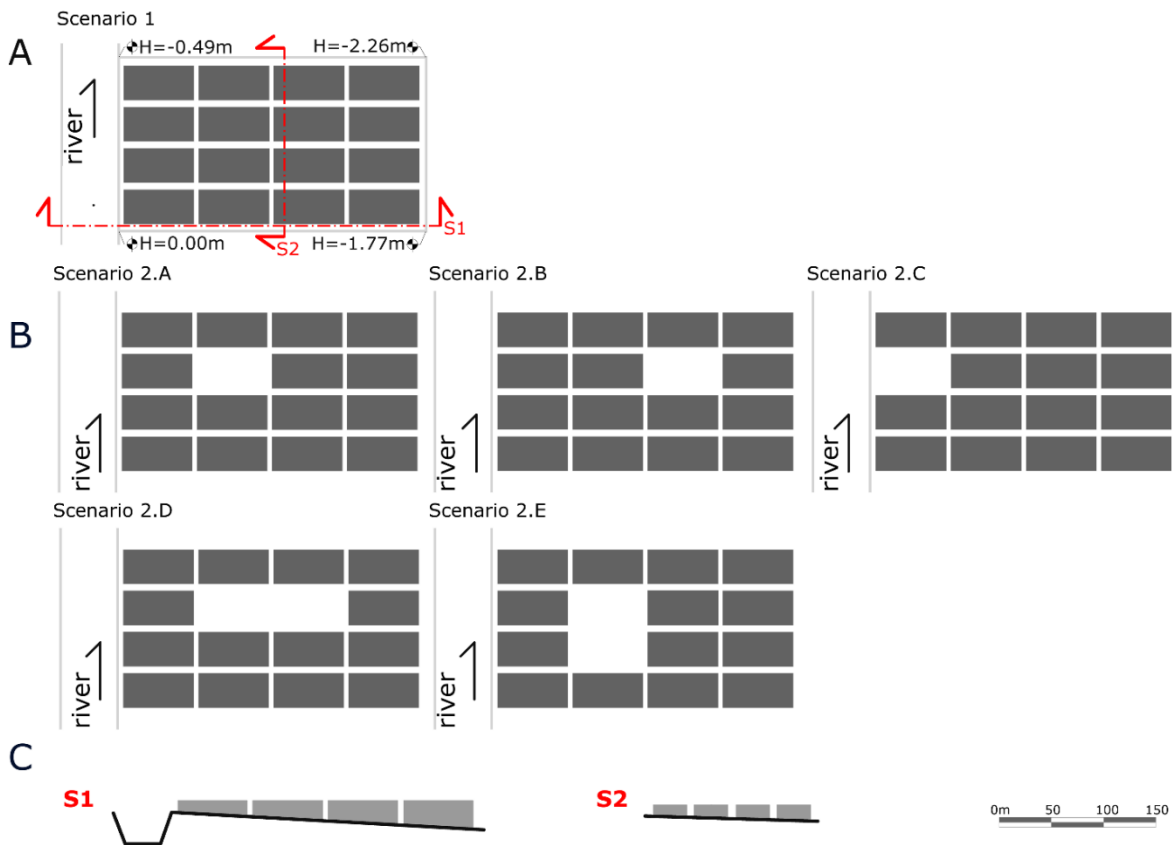 Scenario 1
A
H=-0.49m
H=-2.26m
river
H=0.00m
S2
H=-1.77m
S1
Scenario 2.A
Scenario 2.B
Scenario 2.C
B
river
river
river
Scenario 2.D
Scenario 2.E
river
river
C
S1
S2
0m 50 100 150